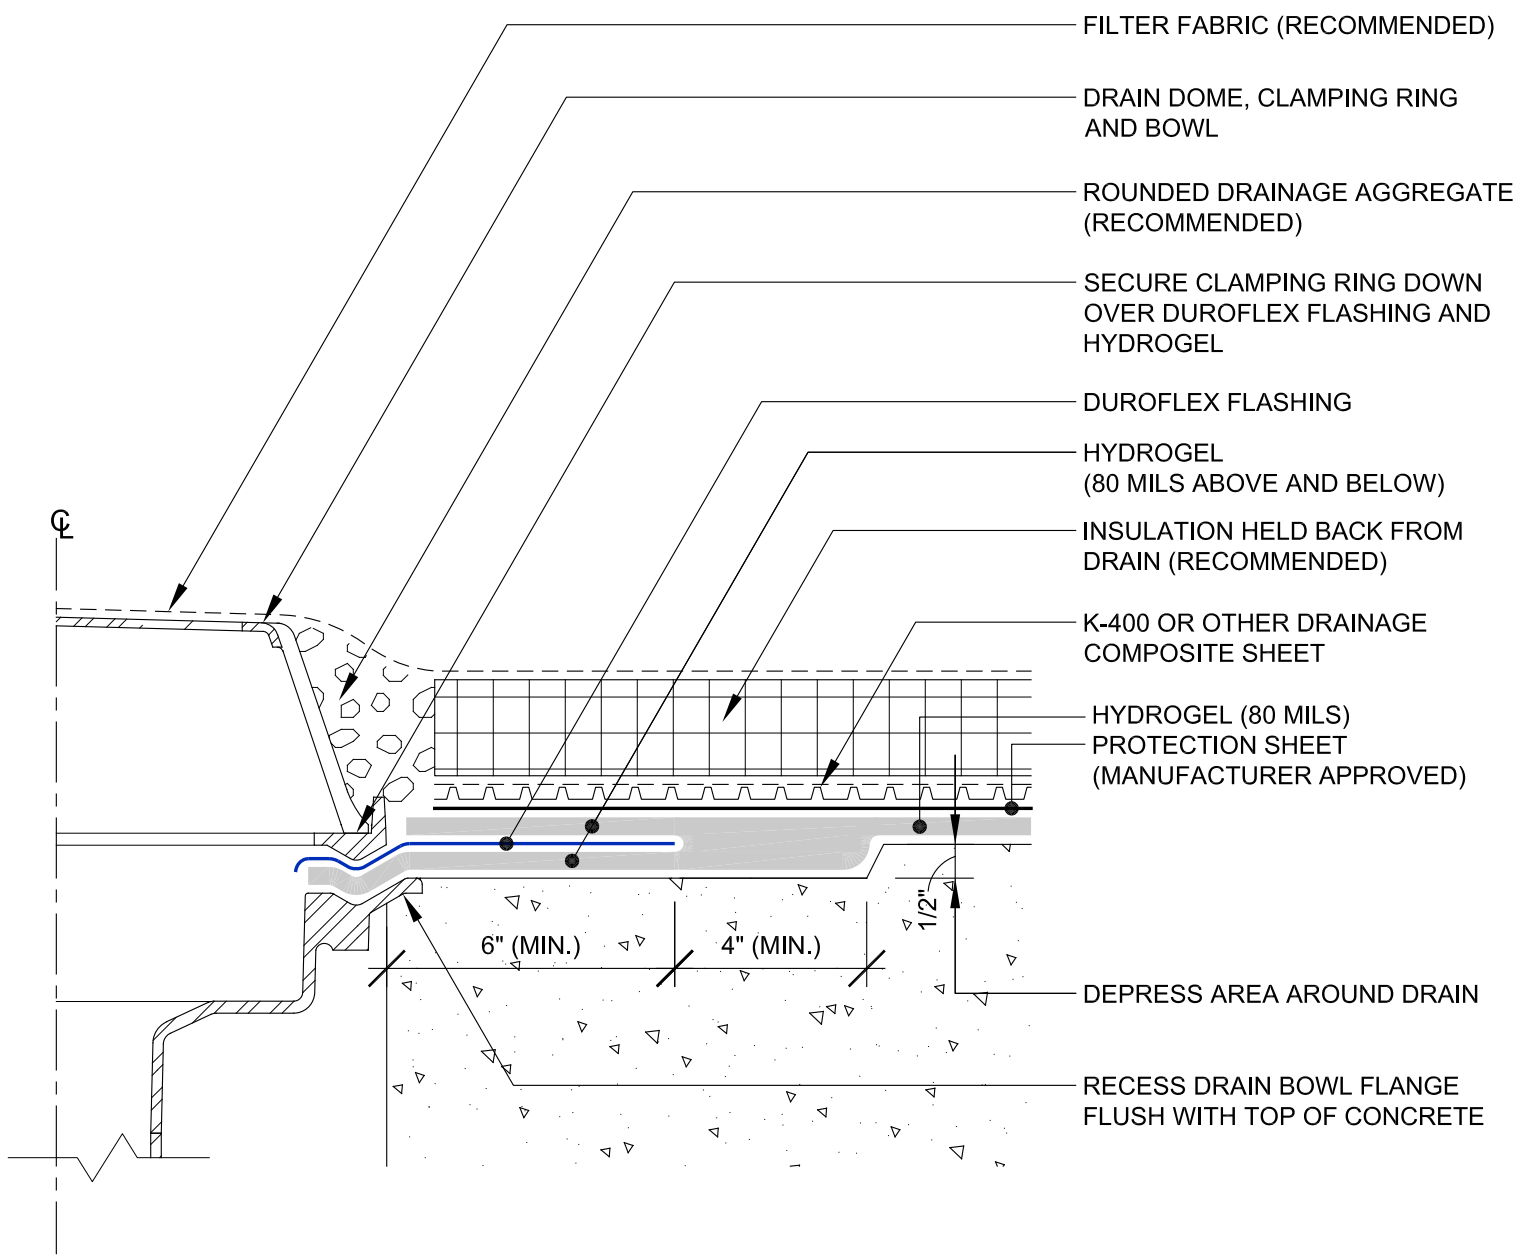 FILTER FABRIC (RECOMMENDED)
DRAIN DOME, CLAMPING RING
AND BOWL
ROUNDED DRAINAGE AGGREGATE
(RECOMMENDED)
SECURE CLAMPING RING DOWN
OVER DUROFLEX FLASHING AND
HYDROGEL
DUROFLEX FLASHING
HYDROGEL
(80 MILS ABOVE AND BELOW)
INSULATION HELD BACK FROM
DRAIN (RECOMMENDED)
K-400 OR OTHER DRAINAGE
COMPOSITE SHEET
HYDROGEL (80 MILS)
PROTECTION SHEET
(MANUFACTURER APPROVED)
℄
1/2"
6" (MIN.)
4" (MIN.)
DEPRESS AREA AROUND DRAIN
RECESS DRAIN BOWL FLANGE
FLUSH WITH TOP OF CONCRETE